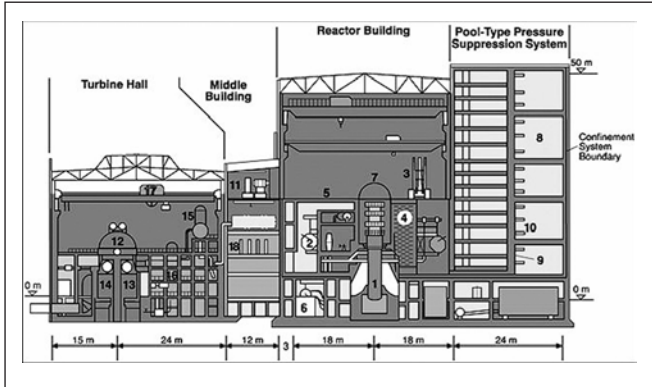 Reactor Building
Pool-Type Pressure
Suppression System
Turbine Hall
Middle
Building
50 m
Confinement
System
Boundary
17
11
15
12
14
13
16
18
5
7
3
2
4
1
6
8
10
9
0 m
0 m
15 m
24 m
12 m
3
18 m
18 m
24 m